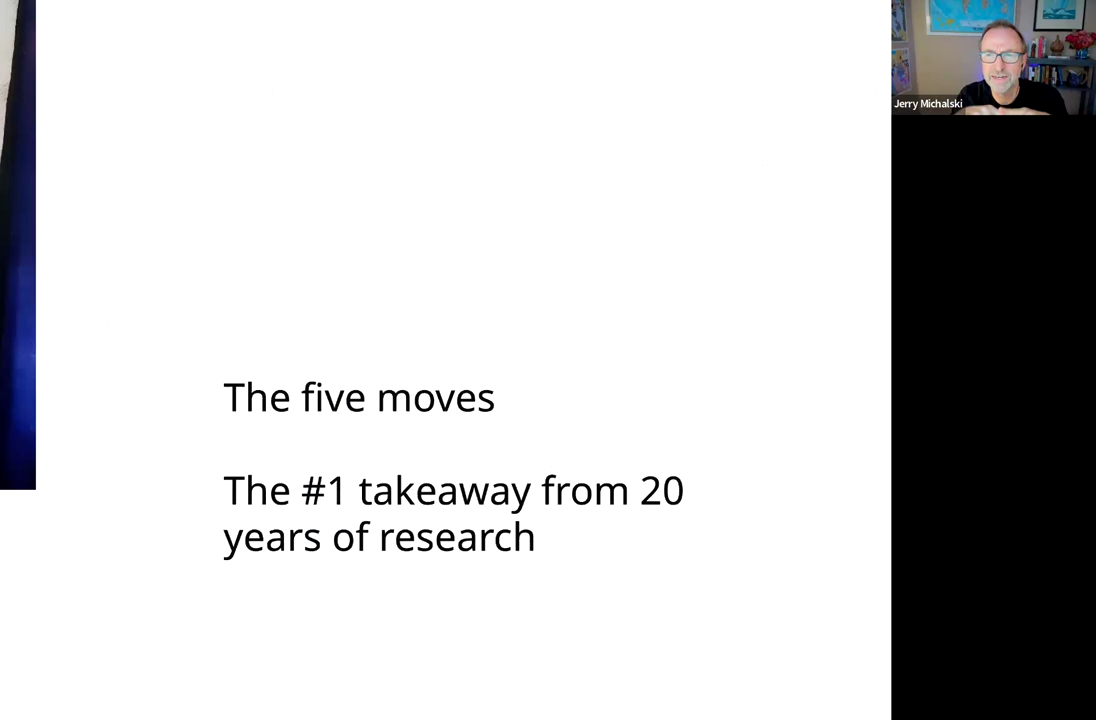 The five moves
The #1 takeaway from 20
years of research
Jerry Michalski